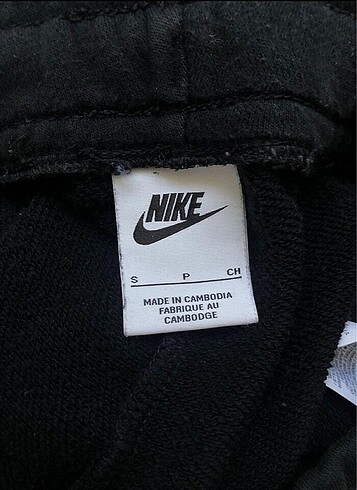 NIKE
S P CH
MADE IN CAMBODIA
FABRIQUE AU
CAMBODGE